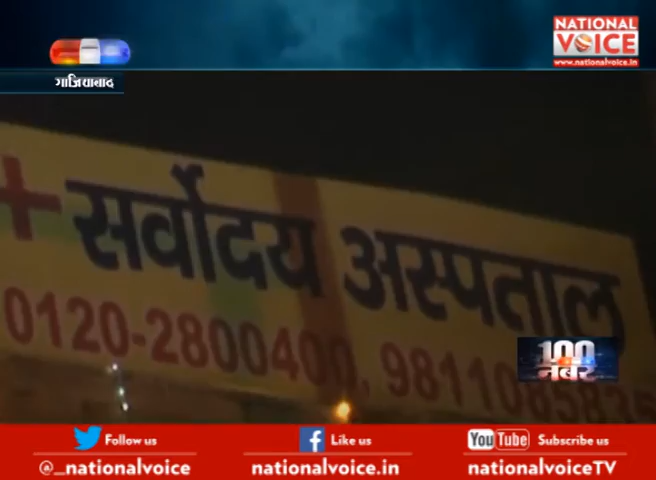 NATIONAL
VOICE
www.nationalvoice.in
गाजियाबाद
सर्वोदय अस्पताल
0120-2800400,
100
नंबर
Follow us
Like us
YouTube Subscribe us
@_nationalvoice
nationalvoice.in
nationalvoiceTV